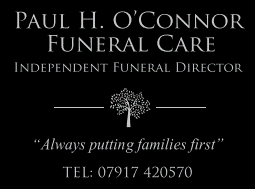 PAUL H. O'CONNOR
FUNERAL CARE
INDEPENDENT FUNERAL DIRECTOR
“Always putting families first”
TEL: 07917 420570